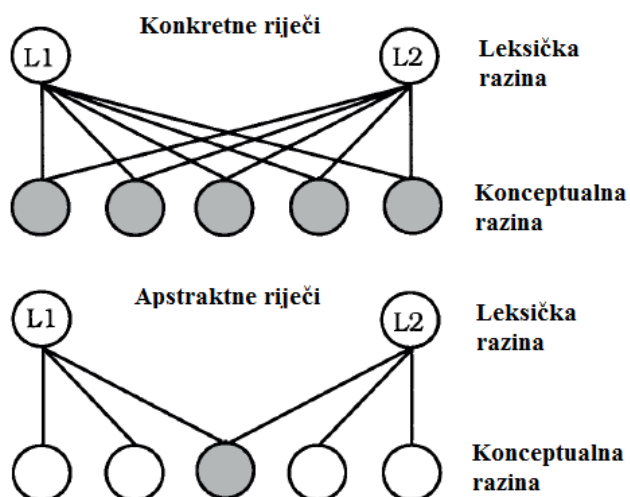 Konkretne riječi
L1
L2
Leksička
razina
Konceptualna
razina
Apstraktne riječi
L1
L2
Leksička
razina
Konceptualna
razina